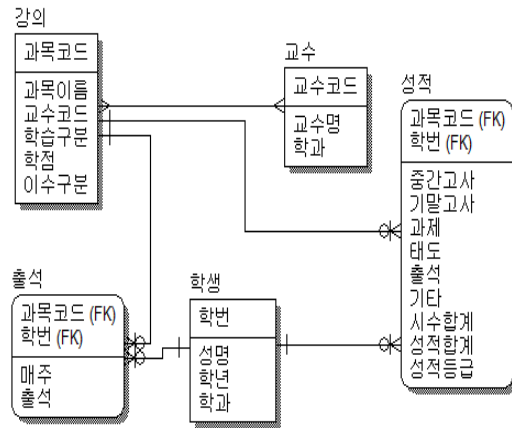 강의
과목코드
과목이름
교수코드
학습구분
학점
이수구분
교수
교수코드
교수명
학과
성적
과목코드 (FK)
학번 (FK)
중간고사
기말고사
과제
태도
출석
기타
시수합계
성적합계
성적등급
출석
과목코드 (FK)
학번 (FK)
매주
출석
학생
학번
성명
학년
학과